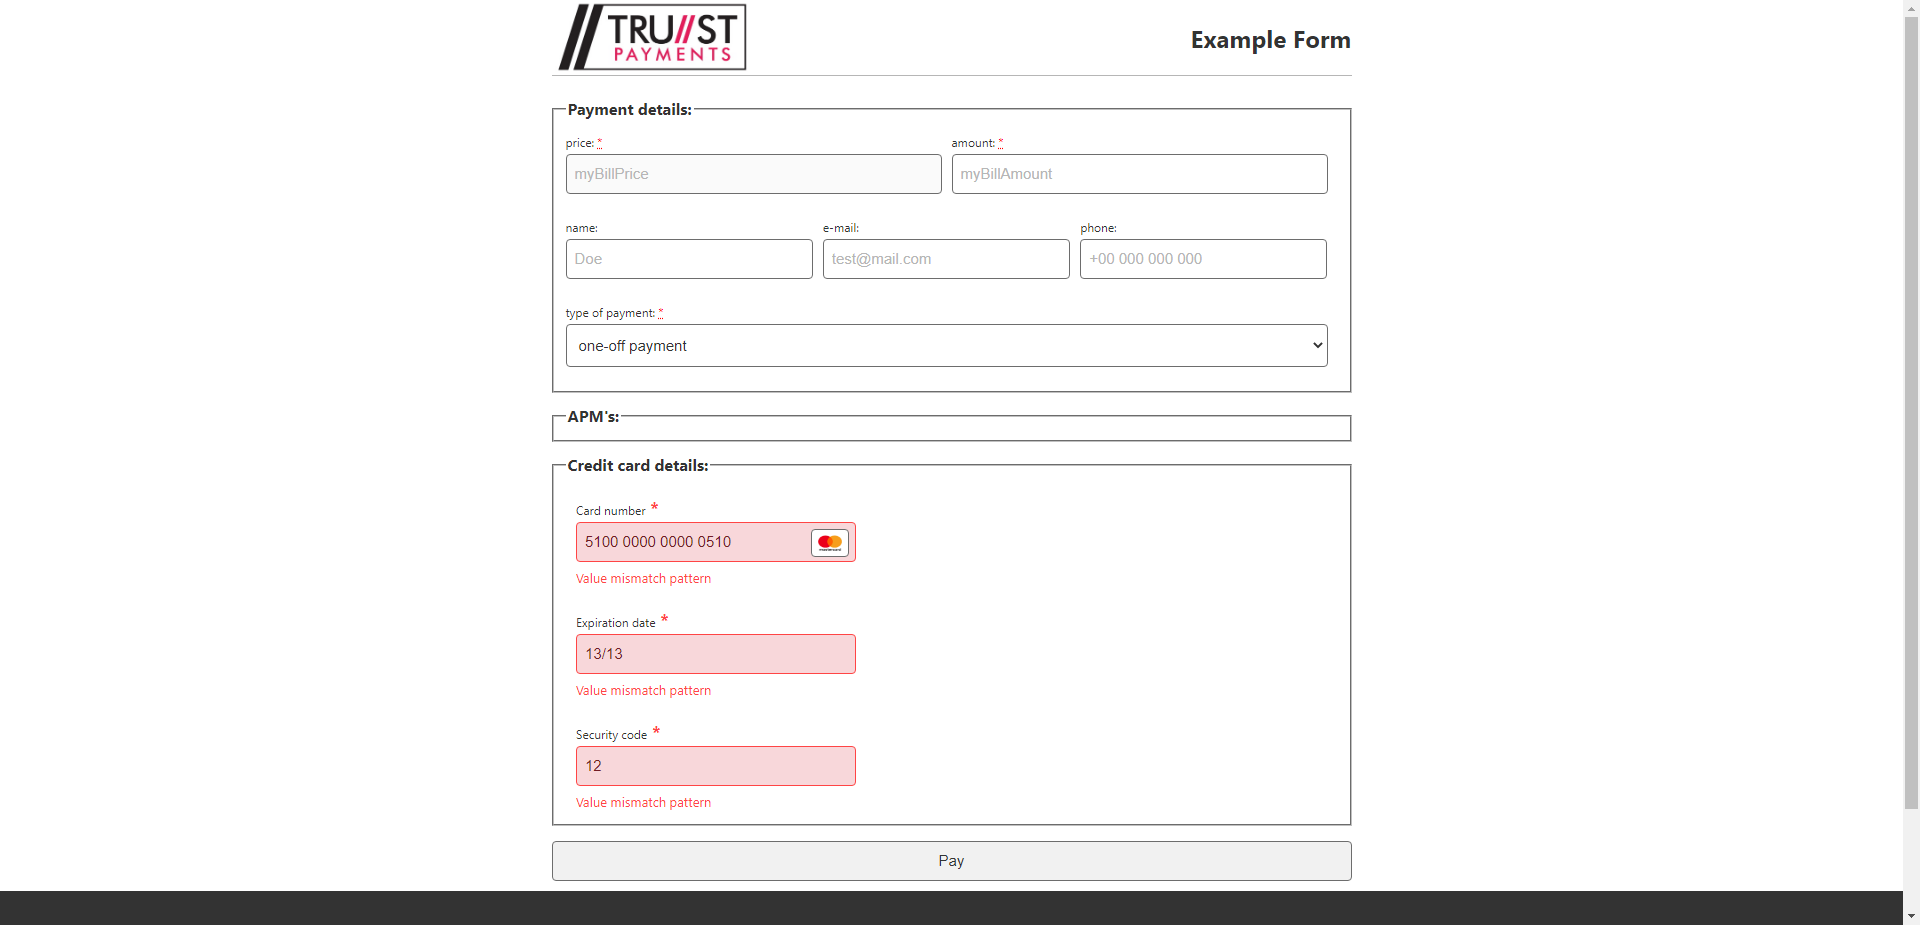 TRU//ST
PAYMENTS
Example Form
Payment details:
price: *
amount: *
myBillPrice
myBillAmount
name:
e-mail:
phone:
Doe
test@mail.com
+00 000 000 000
type of payment: *
one-off payment
APM's:
Credit card details:
Card number *
5100 0000 0000 0510
mastercard
Value mismatch pattern
Expiration date *
13/13
Value mismatch pattern
Security code *
12
Value mismatch pattern
Pay